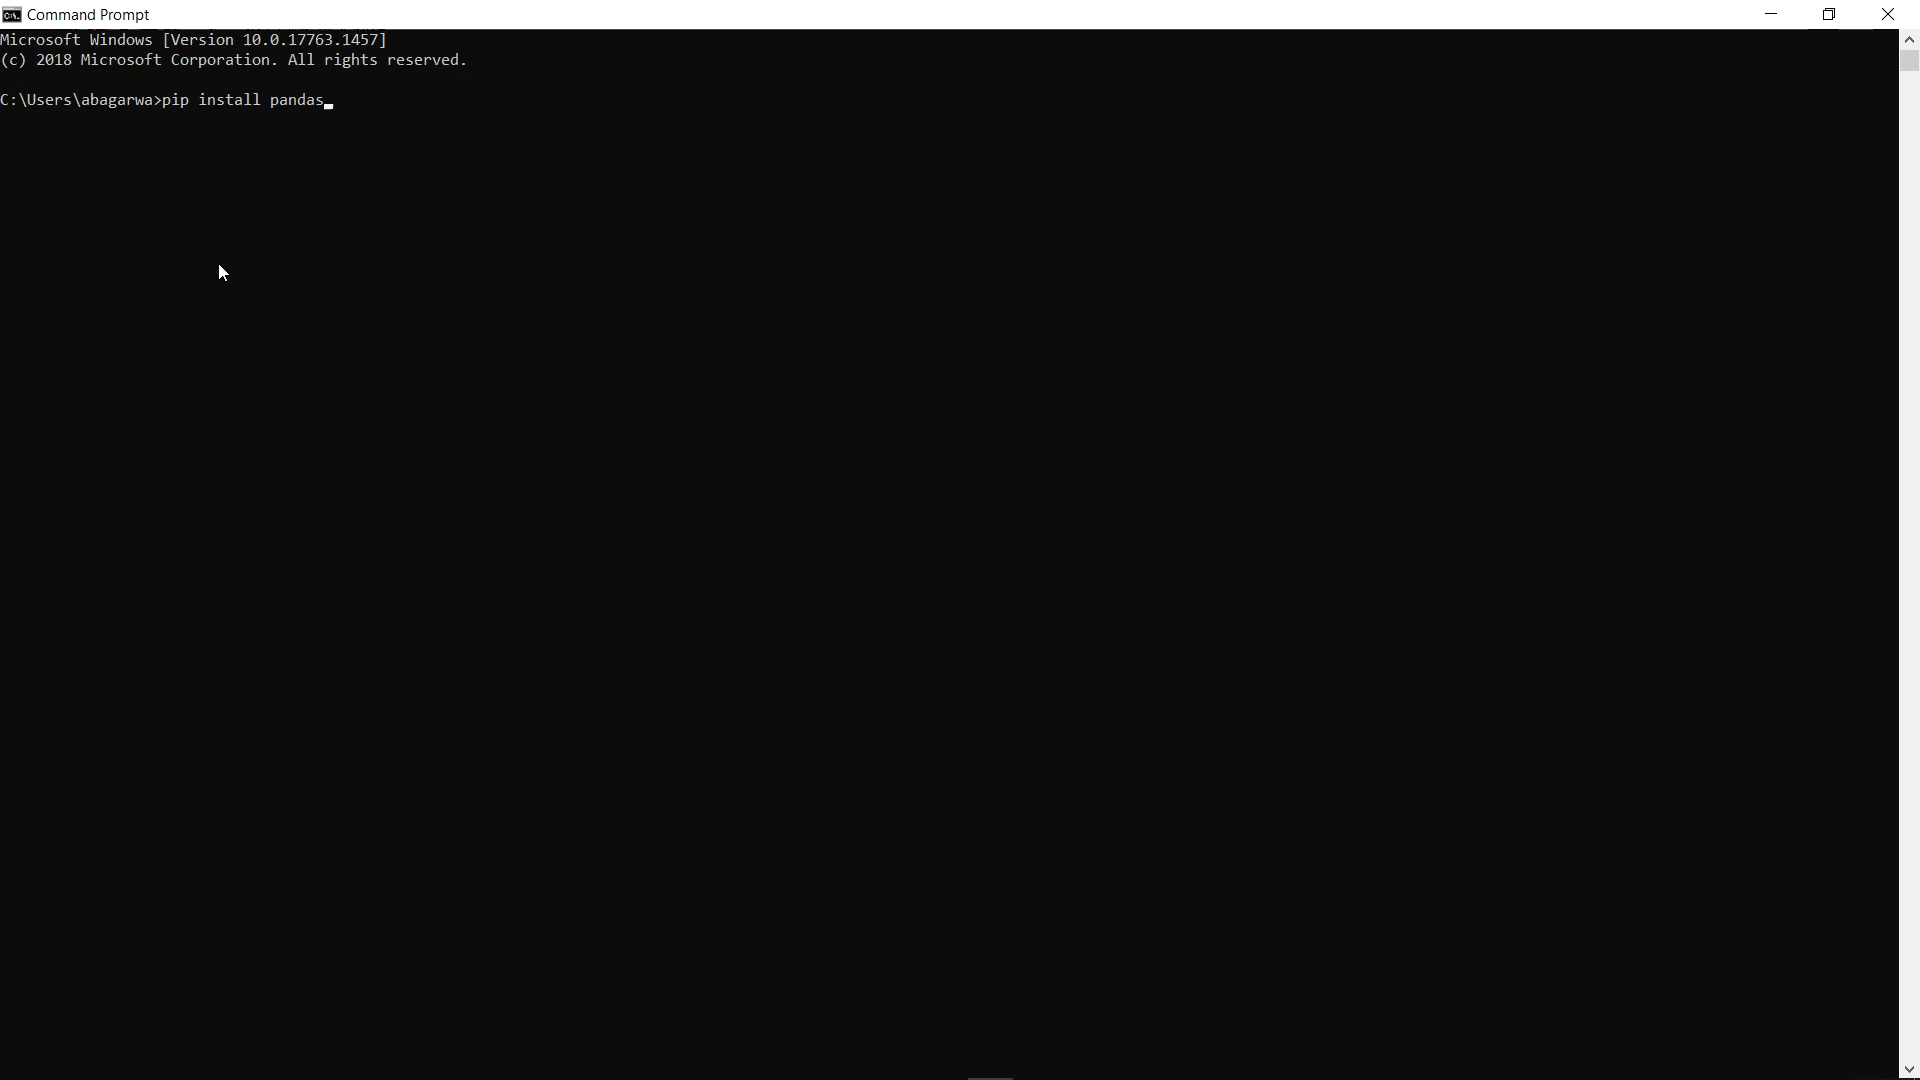 Command Prompt
Microsoft Windows [Version 10.0.17763.1457]
(c) 2018 Microsoft Corporation. All rights reserved.
C:\Users\abagarwa>pip install pandas